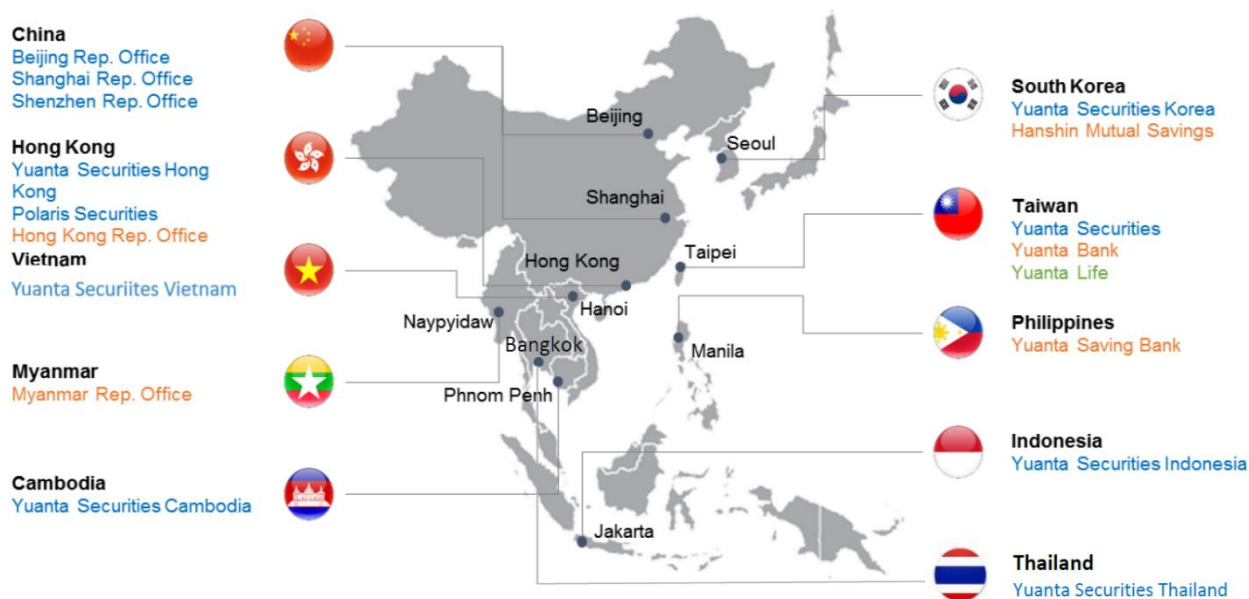 China
Beijing Rep. Office
Shanghai Rep. Office
Shenzhen Rep. Office
Hong Kong
Yuanta Securities Hong
Kong
Polaris Securities
Hong Kong Rep. Office
Vietnam
Yuanta Securiites Vietnam
Myanmar
Myanmar Rep. Office
Cambodia
Yuanta Securities Cambodia
Beijing
Seoul
Shanghai
Taipei
Hong Kong
Hanoi
Naypyidaw
Bangkok
Manila
Phnom Penh
Jakarta
South Korea
Yuanta Securities Korea
Hanshin Mutual Savings
Taiwan
Yuanta Securities
Yuanta Bank
Yuanta Life
Philippines
Yuanta Saving Bank
Indonesia
Yuanta Securities Indonesia
Thailand
Yuanta Securities Thailand